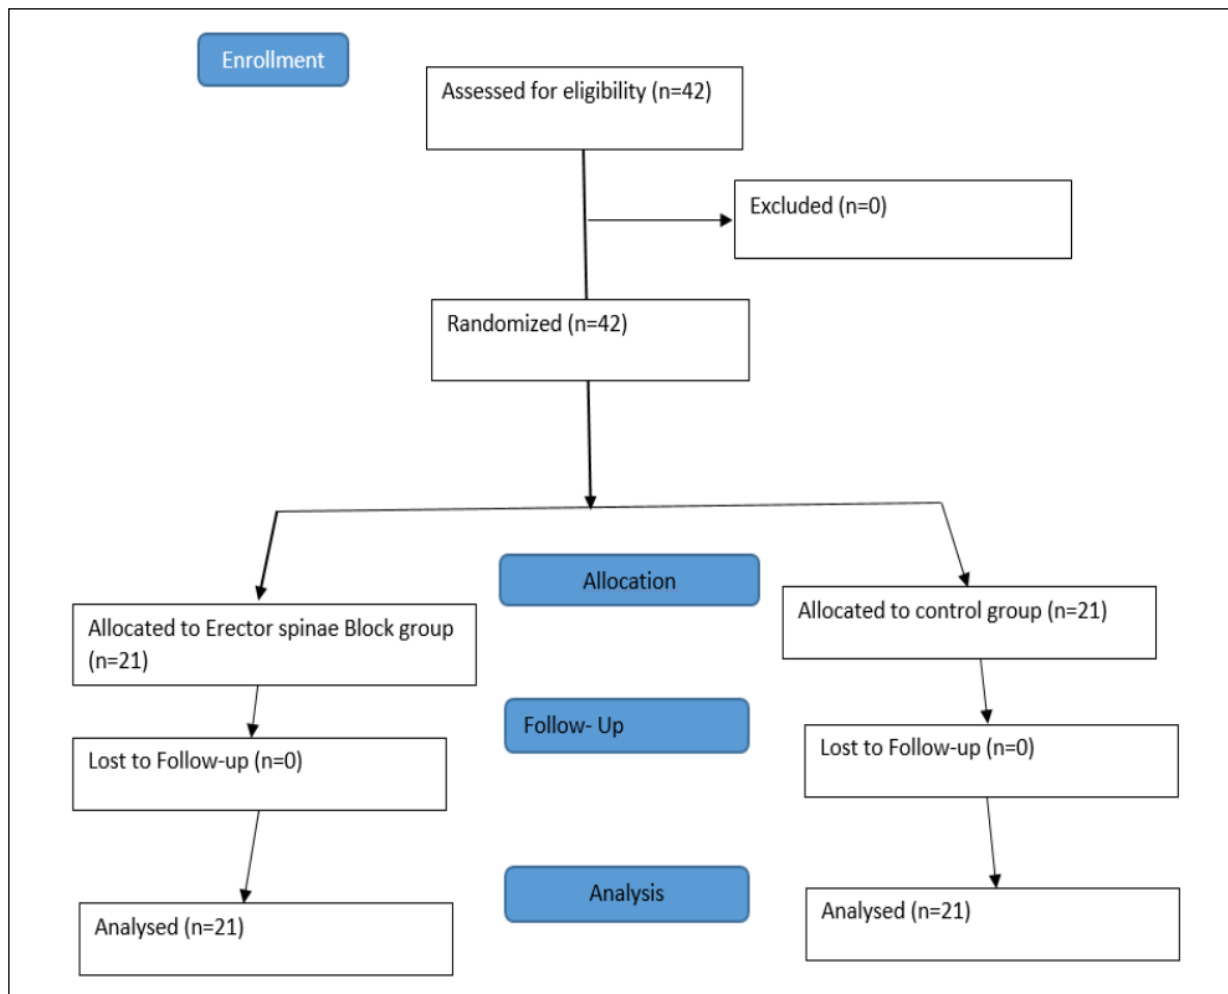 Enrollment
Assessed for eligibility (n=42)
Excluded (n=0)
Randomized (n=42)
Allocation
Allocated to Erector spinae Block group
(n=21)
Allocated to control group (n=21)
Follow- Up
Lost to Follow-up (n=0)
Lost to Follow-up (n=0)
Analysis
Analysed (n=21)
Analysed (n=21)